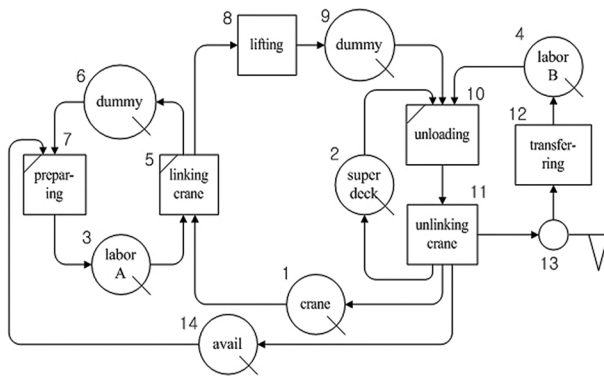 8
lifting
9
dummy
4
labor
B
6
dummy
7
prepar-
ing
5
linking
crane
10
unloading
12
transfer-
ring
2
super
deck
11
unlinking
crane
3
labor
A
13
1
crane
14
avail